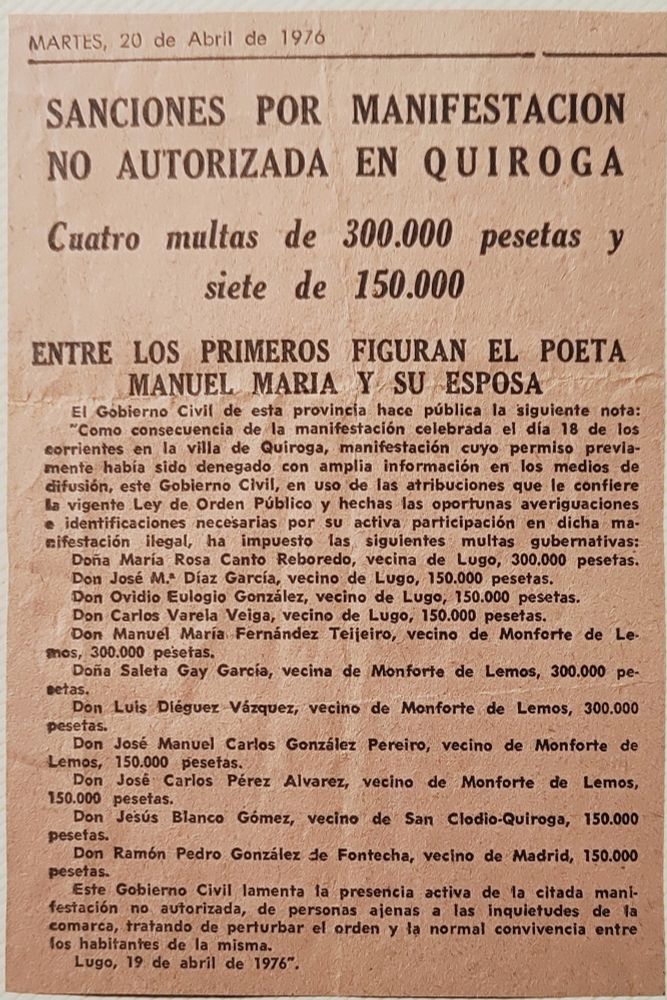 MARTES, 20 de Abril de 1976
SANCIONES POR MANIFESTACION
NO AUTORIZADA EN QUIROGA
Cuatro multas de 300.000 pesetas y
siete de 150.000
ENTRE LOS PRIMEROS FIGURAN EL POETA
MANUEL MARIA Y SU ESPOSA
El Gobierno Civil de esta provincia hace pública la siguiente nota:
"Como consecuencia de la manifestación celebrada el día 18 de los
corrientes en la villa de Quiroga, manifestación cuyo permiso previa-
mente había sido denegado con amplia información en los medios de
difusión, este Gobierno Civil, en uso de las atribuciones que le confiere
la vigente Ley de Orden Público y hechas las oportunas averiguaciones
e identificaciones necesarias por su activa participación en dicha ma-
nifestación ilegal, ha impuesto las siguientes multas gubernativas:
Doña María Rosa Canto Reboredo, vecina de Lugo, 300.000 pesetas.
Don José M.ª Díaz García, vecino de Lugo, 150.000 pesetas.
Don Ovidio Eulogio González, vecino de Lugo, 150.000 pesetas.
Don Carlos Varela Veiga, vecino de Lugo, 150.000 pesetas.
Don Manuel María Fernández Teijeiro, vecino de Monforte de Le-
mos, 300.000 pesetas.
Doña Saleta Gay García, vecina de Monforte de Lemos, 300.000 pe-
setas.
Don Luis Diéguez Vázquez, vecino de Monforte de Lemos, 300.000
pesetas.
Don José Manuel Carlos González Pereiro, vecino de Monforte de
Lemos, 150.000 pesetas.
Don José Carlos Pérez Alvarez, vecino de Monforte de Lemos,
150.000 pesetas.
Don Jesús Blanco Gómez, vecino de San Clodio-Quiroga, 150.000
pesetas.
Don Ramón Pedro González de Fontecha, vecino de Madrid, 150.000
pesetas.
Este Gobierno Civil lamenta la presencia activa de la citada mani-
festación no autorizada, de personas ajenas a las inquietudes de la
comarca, tratando de perturbar el orden y la normal convivencia entre
los habitantes de la misma.
Lugo, 19 de abril de 1976".